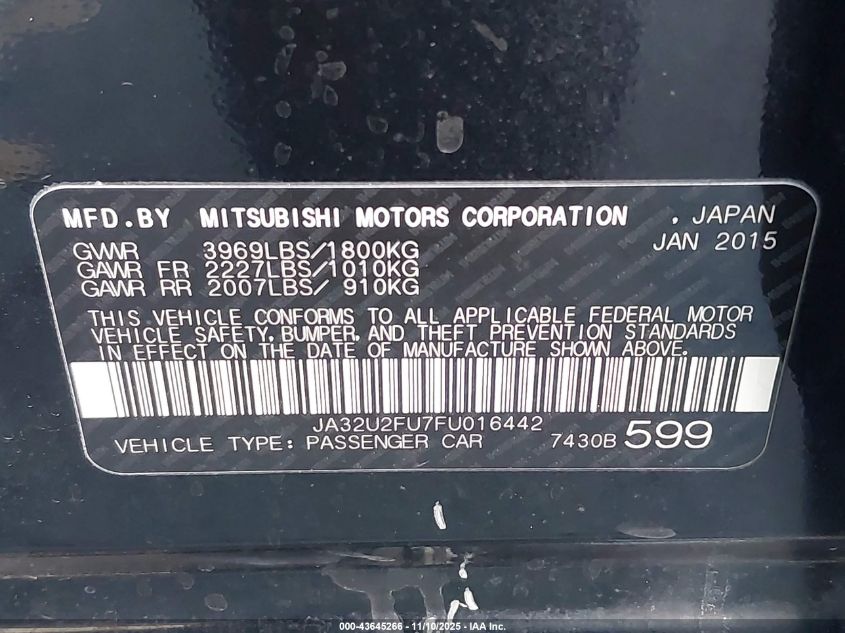 MFD.BY MITSUBISHI MOTORS CORPORATION , JAPAN
JAN 2015
GVWR 3969LBS/1800KG
GAWR FR 2227LBS/1010KG
GAWR RR 2007LBS/ 910KG
THIS VEHICLE CONFORMS TO ALL APPLICABLE FEDERAL MOTOR
VEHICLE SAFETY, BUMPER, AND THEFT PREVENTION STANDARDS
IN EFFECT ON THE DATE OF MANUFACTURE SHOWN ABOVE.
JA32U2FU7FU016442
VEHICLE TYPE: PASSENGER CAR 7430B 599
000-43645266 - 11/10/2025 - IAA Inc.